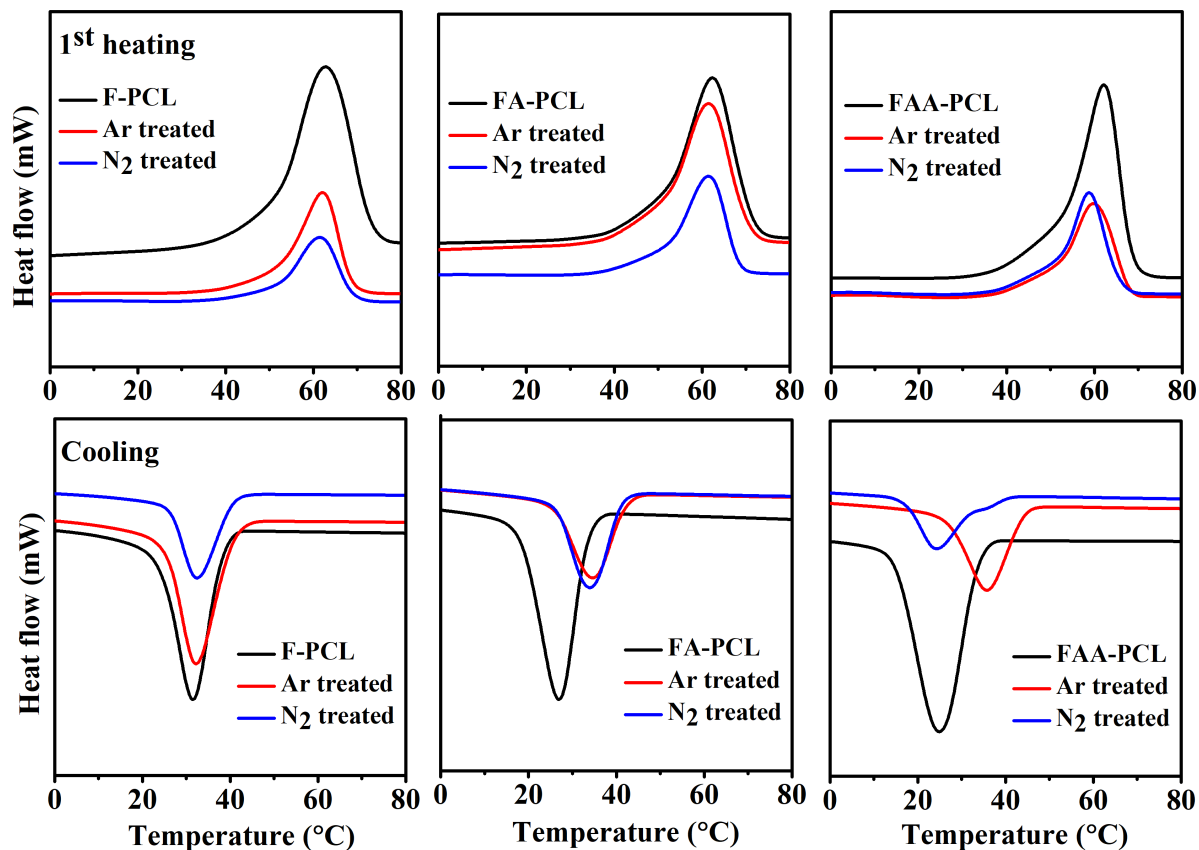 1st heating
F-PCL
Ar treated
N2 treated
FA-PCL
Ar treated
N2 treated
FAA-PCL
Ar treated
N2 treated
Heat flow (mW)
0 20 40 60 80
0 20 40 60 80
0 20 40 60 80
Cooling
F-PCL
Ar treated
N2 treated
FA-PCL
Ar treated
N2 treated
FAA-PCL
Ar treated
N2 treated
Heat flow (mW)
0 20 40 60 80
0 20 40 60 80
0 20 40 60 80
Temperature (°C)
Temperature (°C)
Temperature (°C)